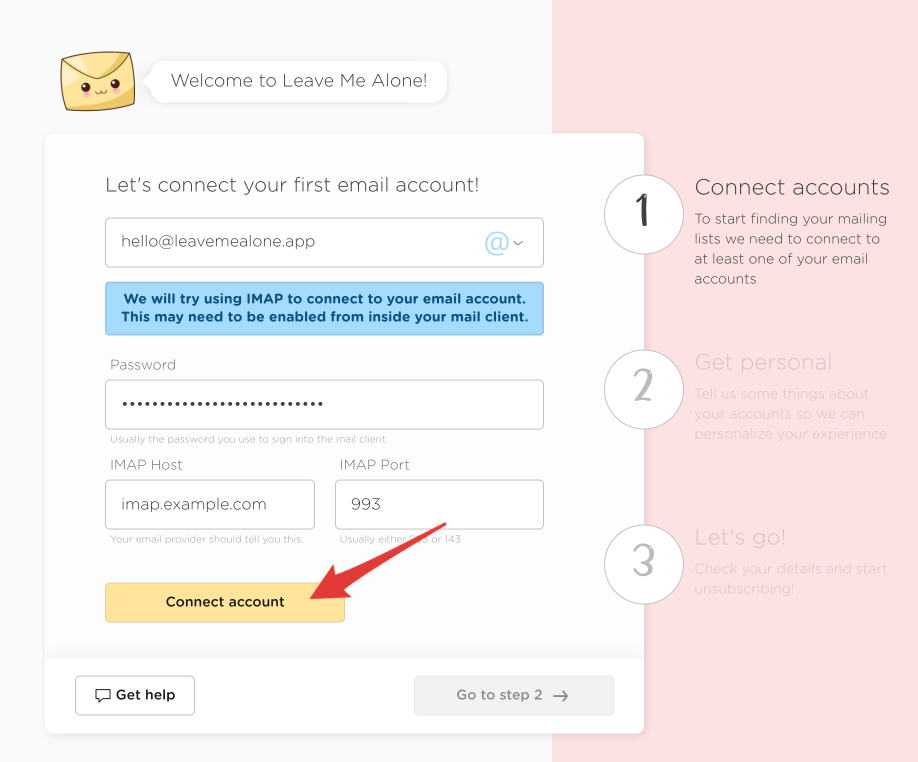 Welcome to Leave Me Alone!
Let's connect your first email account!
hello@leavemealone.app
@
We will try using IMAP to connect to your email account.
This may need to be enabled from inside your mail client.
Password
•••••••••••••••••••••••••••
Usually the password you use to sign into the mail client.
IMAP Host
IMAP Port
imap.example.com
993
Your email provider should tell you this.
Usually either or 143
Connect account
Get help
Go to step 2 →
1
Connect accounts
To start finding your mailing
lists we need to connect to
at least one of your email
accounts
2
Get personal
Tell us some things about
your accounts so we can
personalize your experience
3
Let's go!
Check your details and start
unsubscribing!